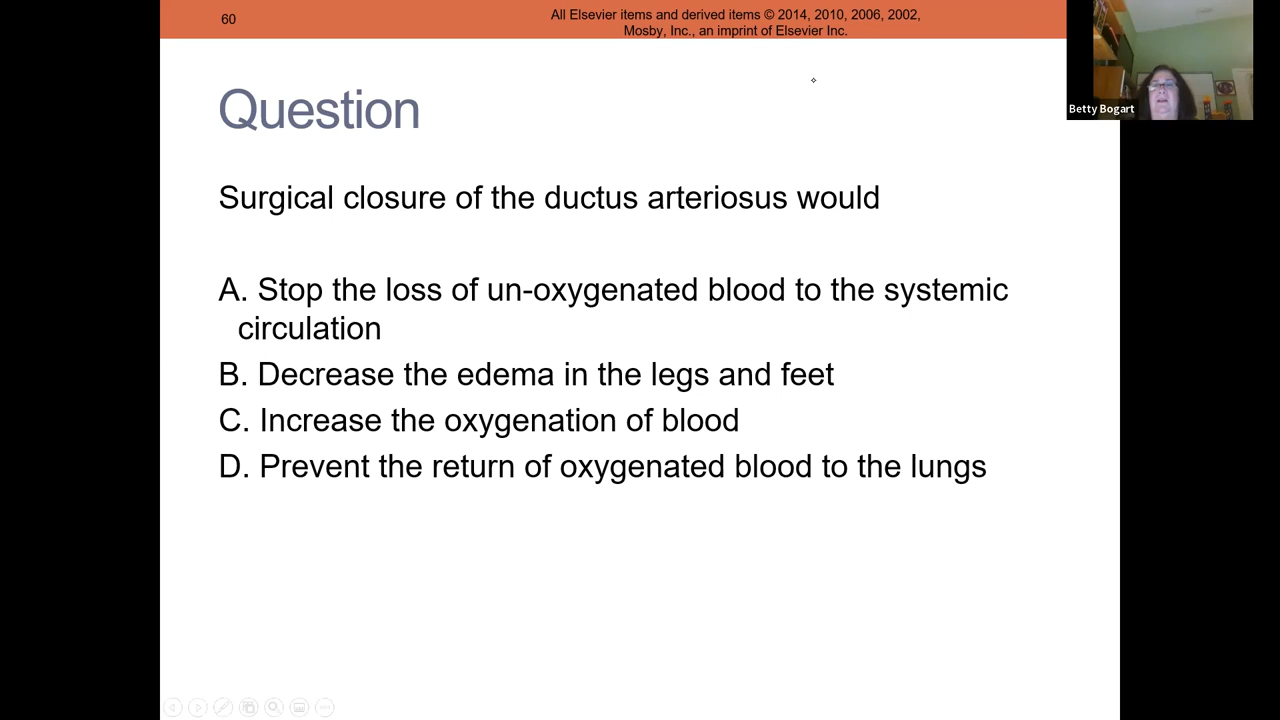 60
All Elsevier items and derived items © 2014, 2010, 2006, 2002,
Mosby, Inc., an imprint of Elsevier Inc.
Betty Bogart
Question
Surgical closure of the ductus arteriosus would
A. Stop the loss of un-oxygenated blood to the systemic
circulation
B. Decrease the edema in the legs and feet
C. Increase the oxygenation of blood
D. Prevent the return of oxygenated blood to the lungs